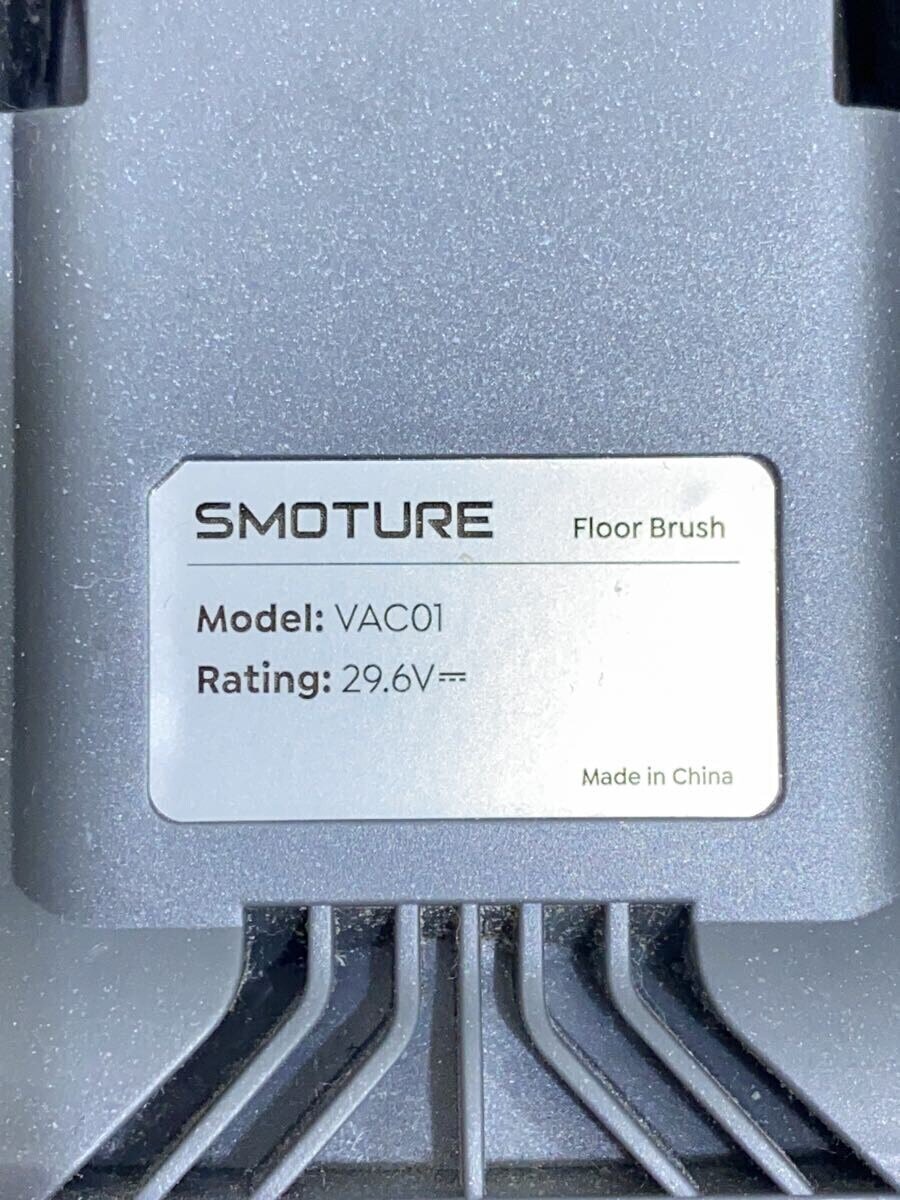 SMOTURE Floor Brush
Model: VAC01
Rating: 29.6V⎓
Made in China